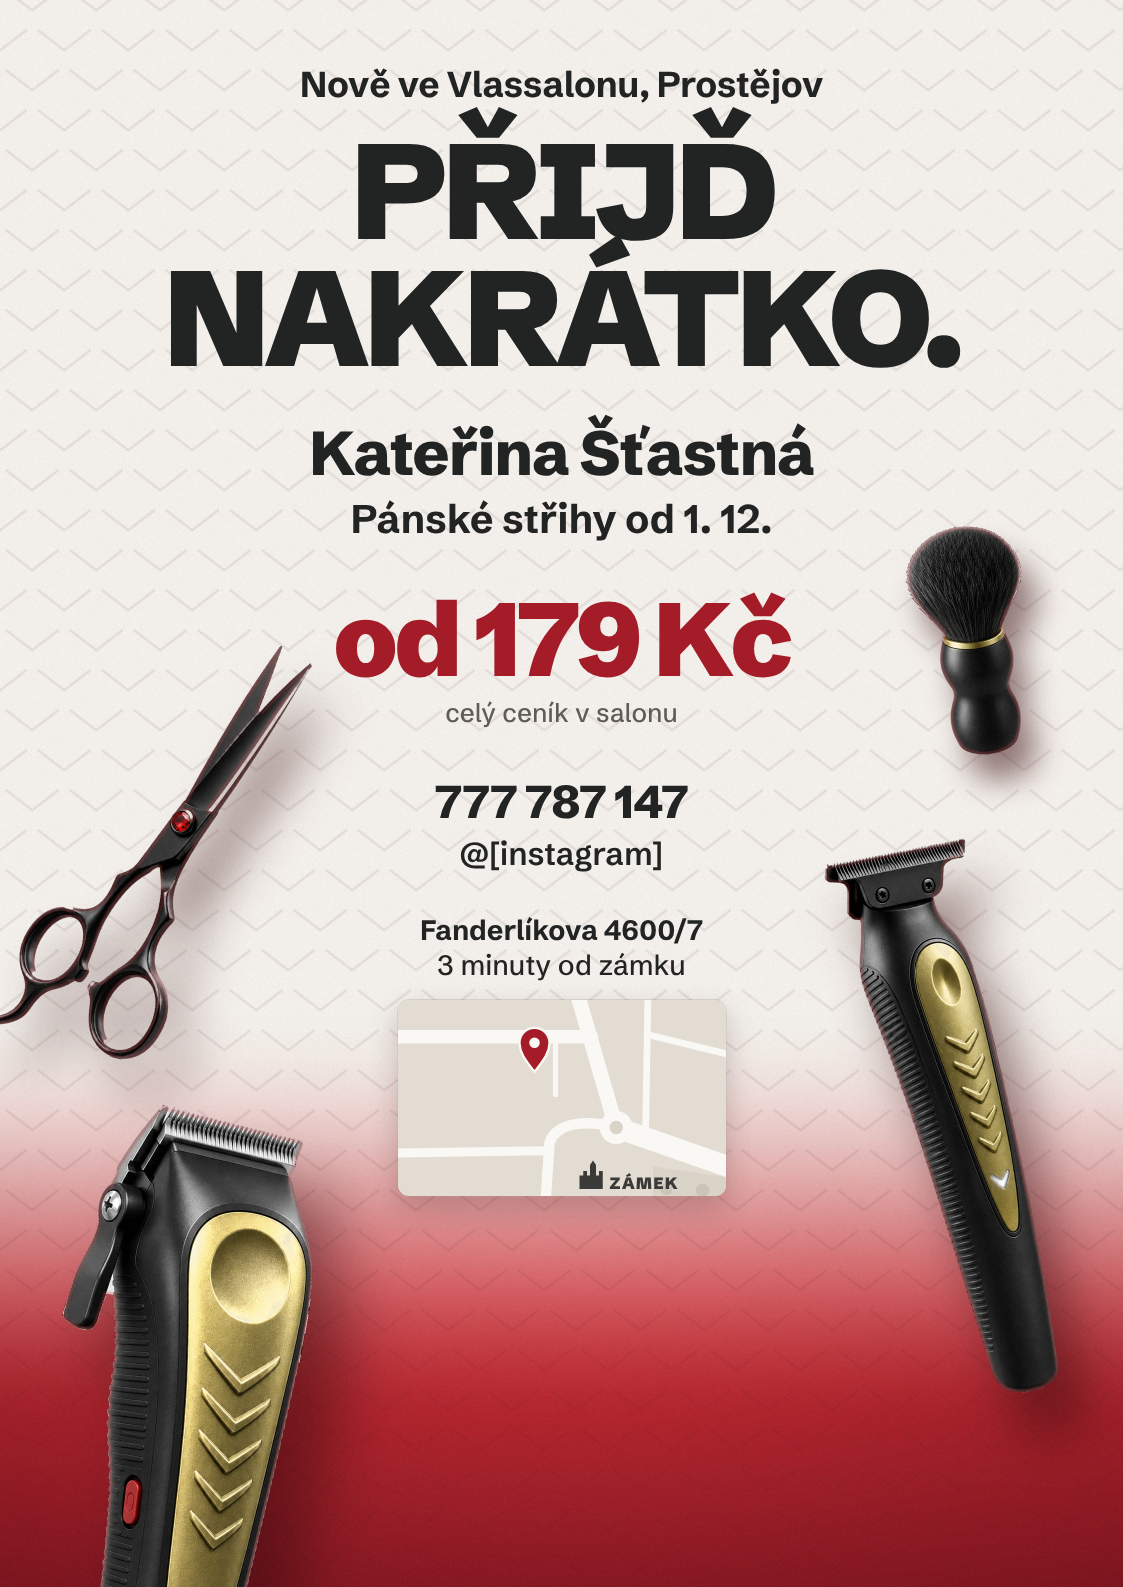 Nově ve Vlassalonu, Prostějov
PŘIJĎ
NAKRÁTKO.
Kateřina Šťastná
Pánské střihy od 1. 12.
od 179 Kč
celý ceník v salonu
777 787 147
@[instagram]
Fanderlíkova 4600/7
3 minuty od zámku
ZÁMEK